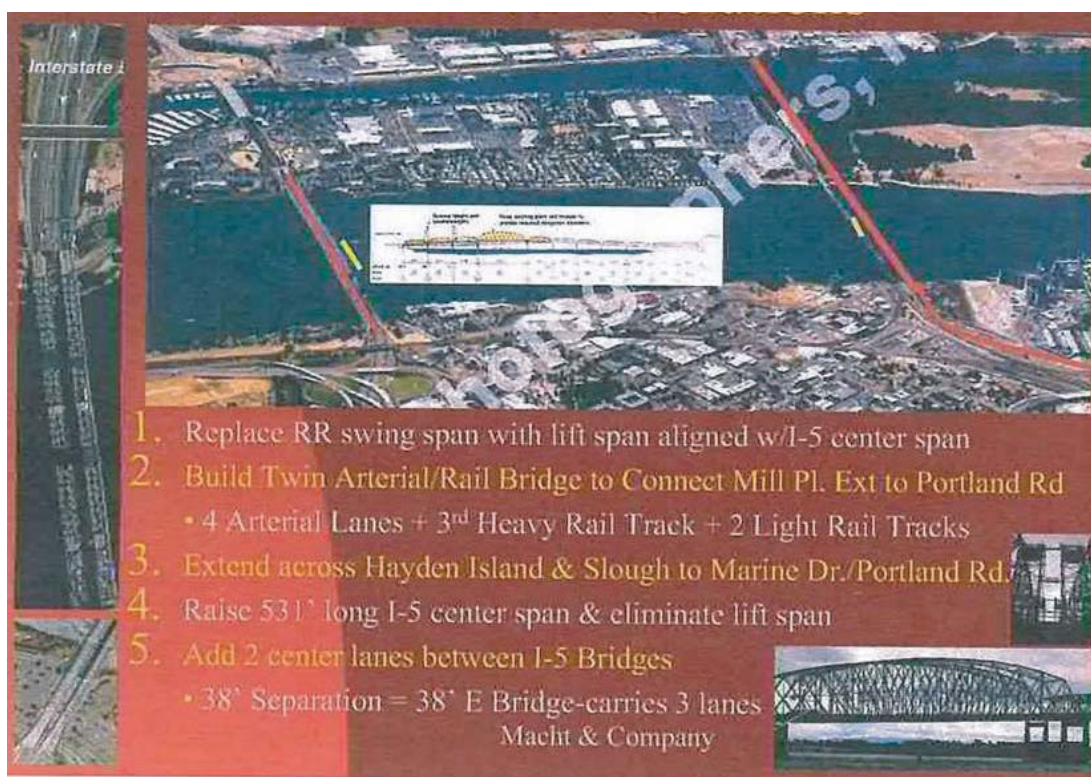 Interstate
1. Replace RR swing span with lift span aligned w/I-5 center span
2. Build Twin Arterial/Rail Bridge to Connect Mill Pl. Ext to Portland Rd
• 4 Arterial Lanes + 3rd Heavy Rail Track + 2 Light Rail Tracks
3. Extend across Hayden Island & Slough to Marine Dr./Portland Rd.
4. Raise 531' long I-5 center span & eliminate lift span
5. Add 2 center lanes between I-5 Bridges
• 38' Separation = 38' E Bridge-carries 3 lanes
Macht & Company